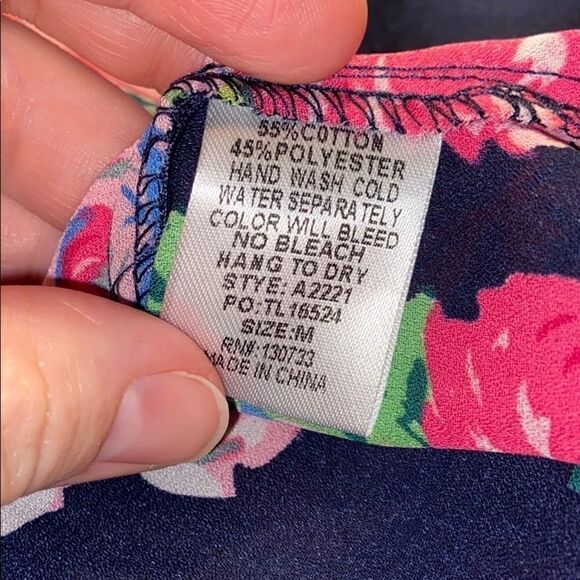 55%COTTON
45%POLYESTER
HAND WASH COLD
WATER SEPARATELY
COLOR WILL BLEED
NO BLEACH
HANG TO DRY
STYE: A2221
PO:TL16524
SIZE:M
RN#:130733
MADE IN CHINA